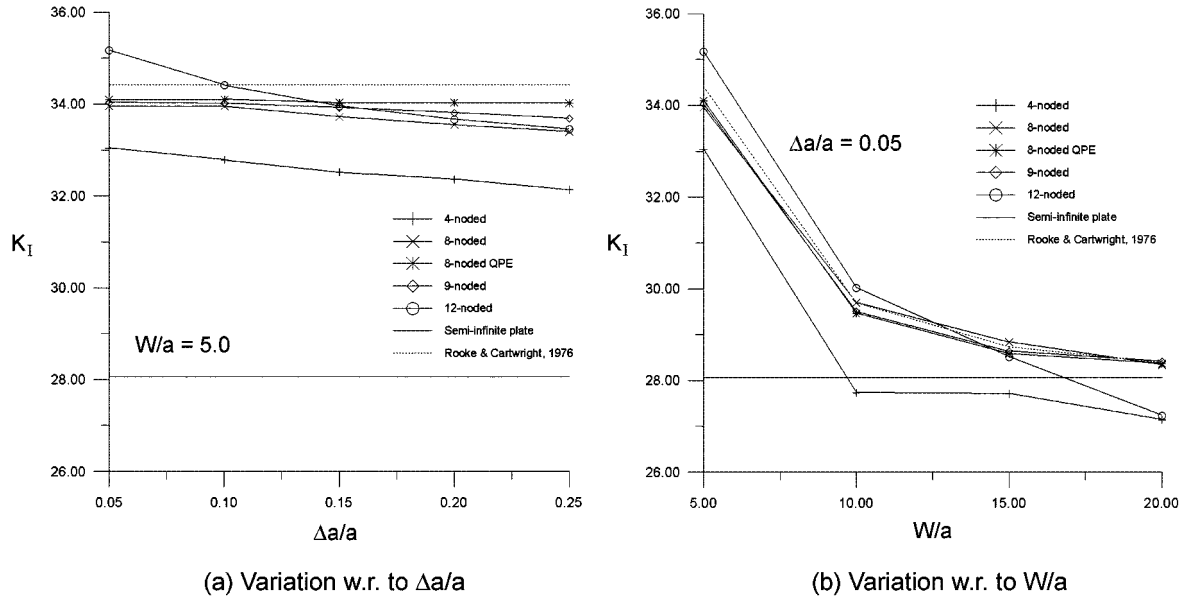 36.00
34.00
32.00
30.00
28.00
26.00
K_I
4-noded
8-noded
8-noded QPE
9-noded
12-noded
Semi-infinite plate
Rooke & Cartwright, 1976
W/a = 5.0
0.05
0.10
0.15
0.20
0.25
Δa/a
(a) Variation w.r. to Δa/a
36.00
34.00
32.00
30.00
28.00
26.00
K_I
Δa/a = 0.05
4-noded
8-noded
8-noded QPE
9-noded
12-noded
Semi-infinite plate
Rooke & Cartwright, 1976
5.00
10.00
15.00
20.00
W/a
(b) Variation w.r. to W/a